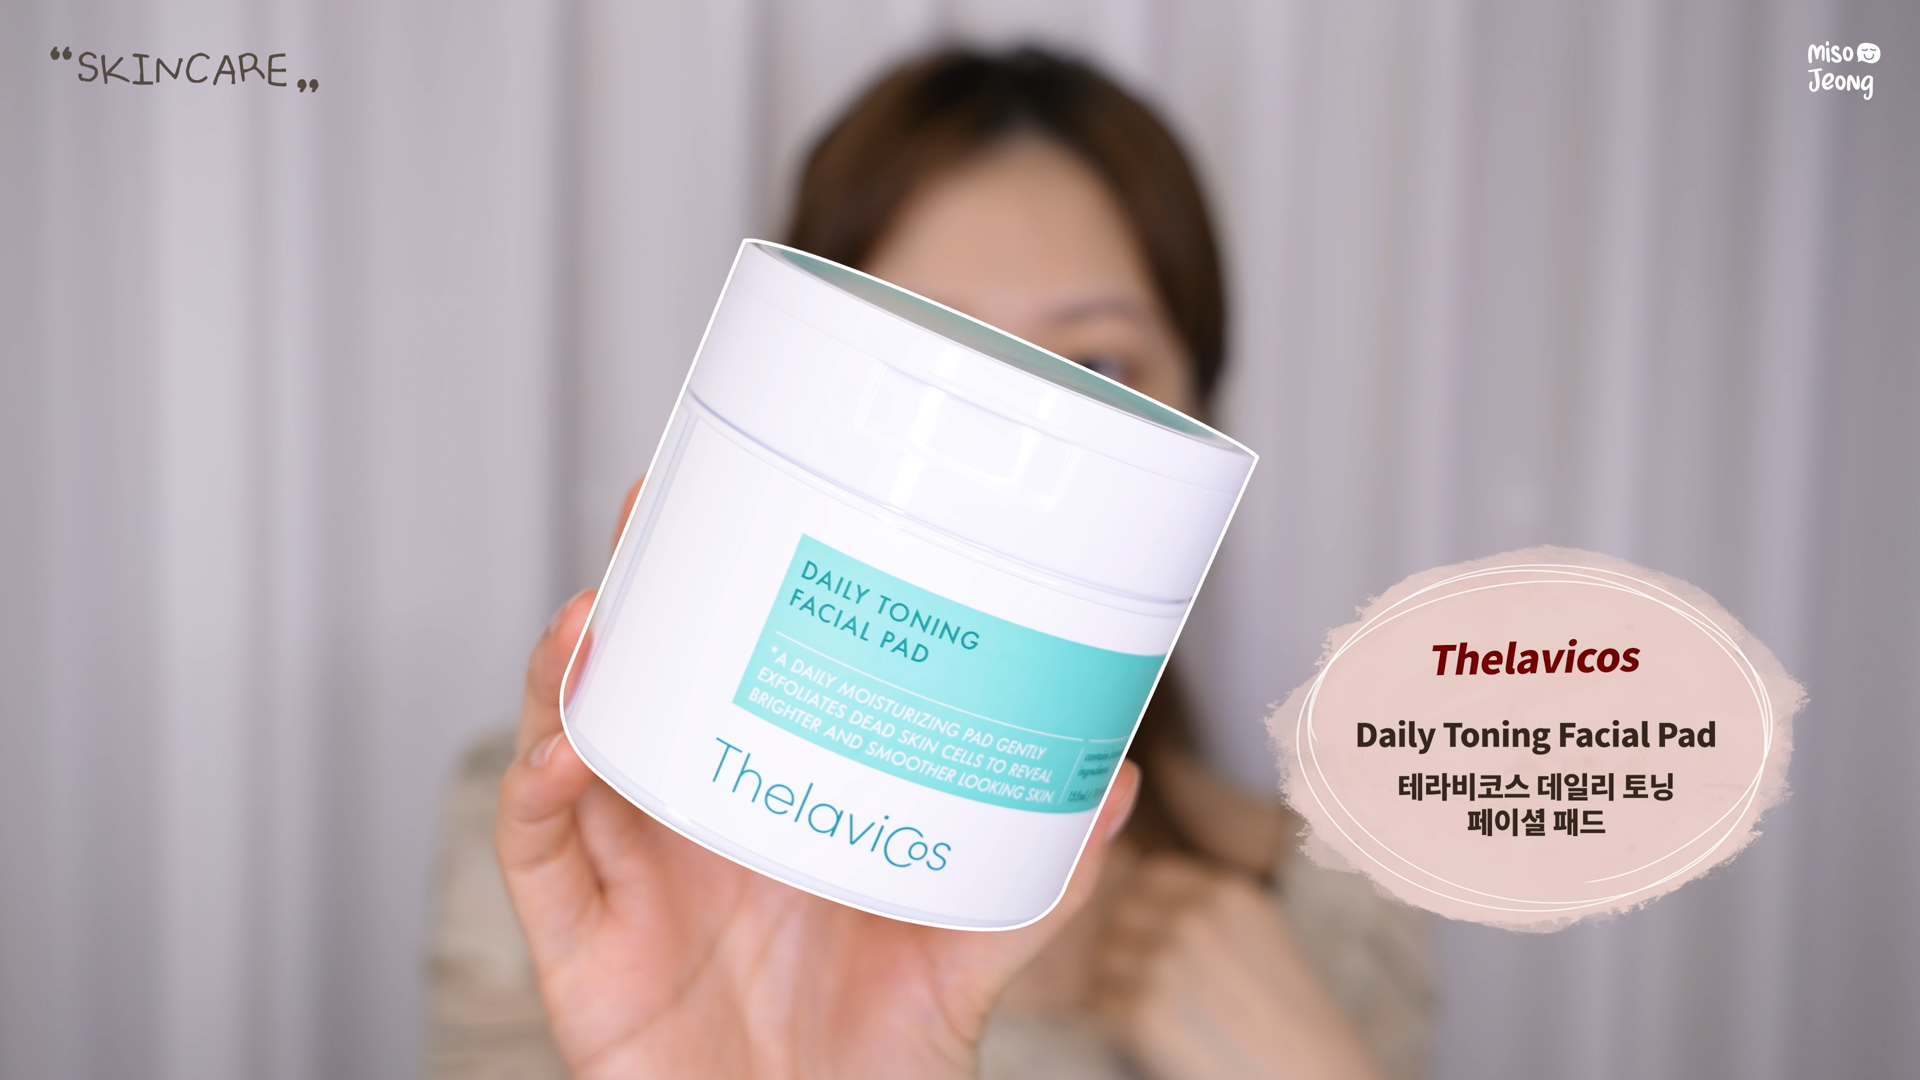 “SKINCARE„
miso
Jeong
DAILY TONING
FACIAL PAD
*A DAILY MOISTURIZING PAD GENTLY
EXFOLIATES DEAD SKIN CELLS TO REVEAL
BRIGHTER AND SMOOTHER LOOKING SKIN.
ThelaviCos
Thelavicos
Daily Toning Facial Pad
테라비코스 데일리 토닝
페이셜 패드